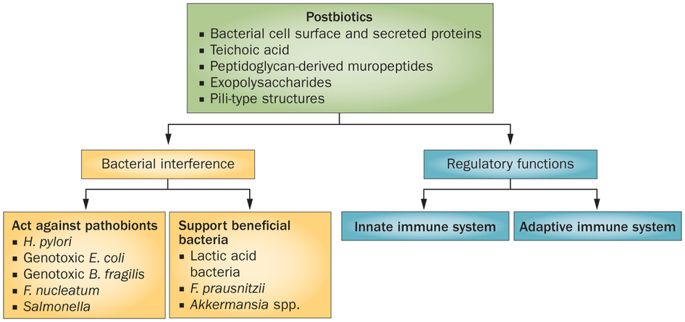 Postbiotics
▪ Bacterial cell surface and secreted proteins
▪ Teichoic acid
▪ Peptidoglycan-derived muropeptides
▪ Exopolysaccharides
▪ Pili-type structures
Bacterial interference
Regulatory functions
Act against pathobionts
▪ H. pylori
▪ Genotoxic E. coli
▪ Genotoxic B. fragilis
▪ F. nucleatum
▪ Salmonella
Support beneficial
bacteria
▪ Lactic acid
bacteria
▪ F. prausnitzii
▪ Akkermansia spp.
Innate immune system
Adaptive immune system